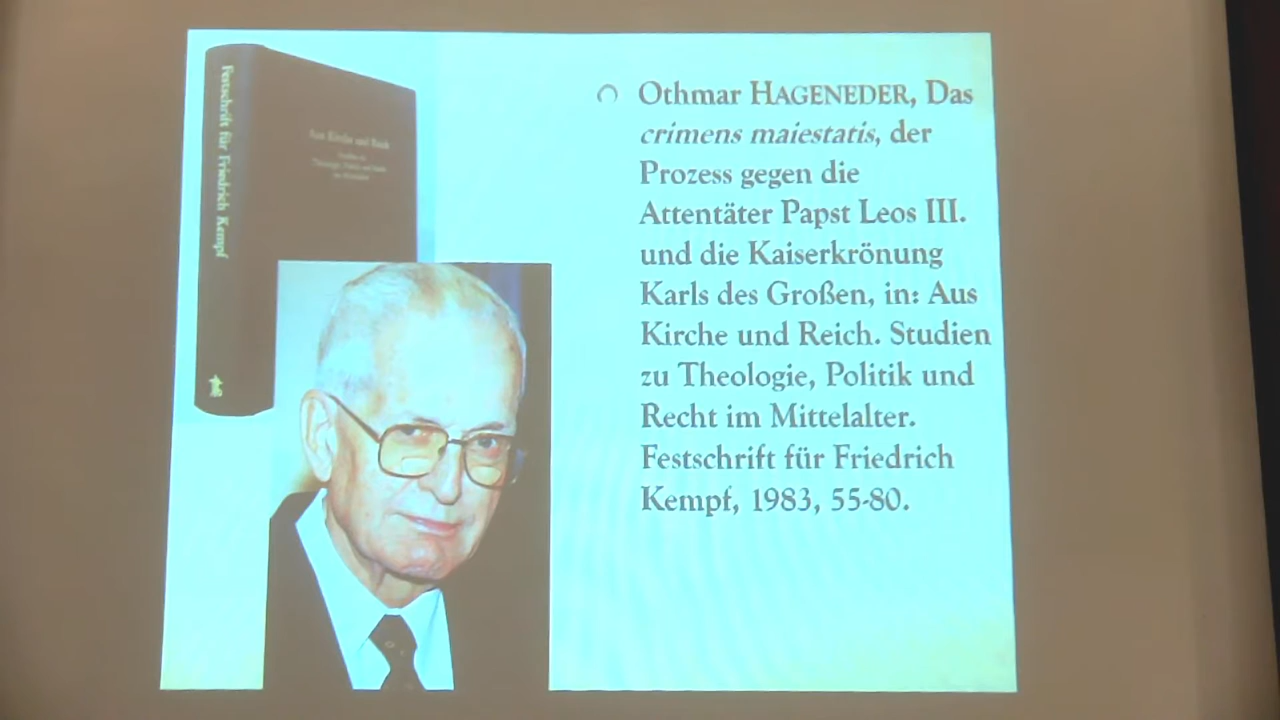 Festschrift für Friedrich Kempf
Aus Kirche und Reich
Othmar HAGENEDER, Das
crimens maiestatis, der
Prozess gegen die
Attentäter Papst Leos III.
und die Kaiserkrönung
Karls des Großen, in: Aus
Kirche und Reich. Studien
zu Theologie, Politik und
Recht im Mittelalter.
Festschrift für Friedrich
Kempf, 1983, 55-80.